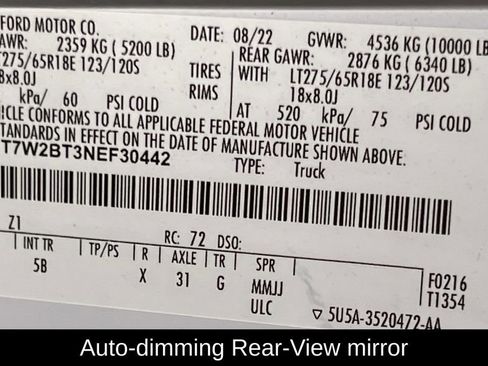 FORD MOTOR CO.
DATE: 08/22 GVWR: 4536 KG (10000 LB
AWR: 2359 KG ( 5200 LB) REAR GAWR: 2876 KG ( 6340 LB)
T275/65R18E 123/120S TIRES WITH LT275/65R18E 123/120S
8x8.0J RIMS 18x8.0J
kPa/ 60 PSI COLD AT 520 kPa/ 75 PSI COLD
ICLE CONFORMS TO ALL APPLICABLE FEDERAL MOTOR VEHICLE
TANDARDS IN EFFECT ON THE DATE OF MANUFACTURE SHOWN ABOVE.
T7W2BT3NEF30442 TYPE: Truck
Z1 RC: 72 DSO:
INT TR TP/PS R AXLE TR SPR F0216
5B X 31 G MMJJ T1354
ULC ▽ 5U5A-3520472-AA
Auto-dimming Rear-View mirror